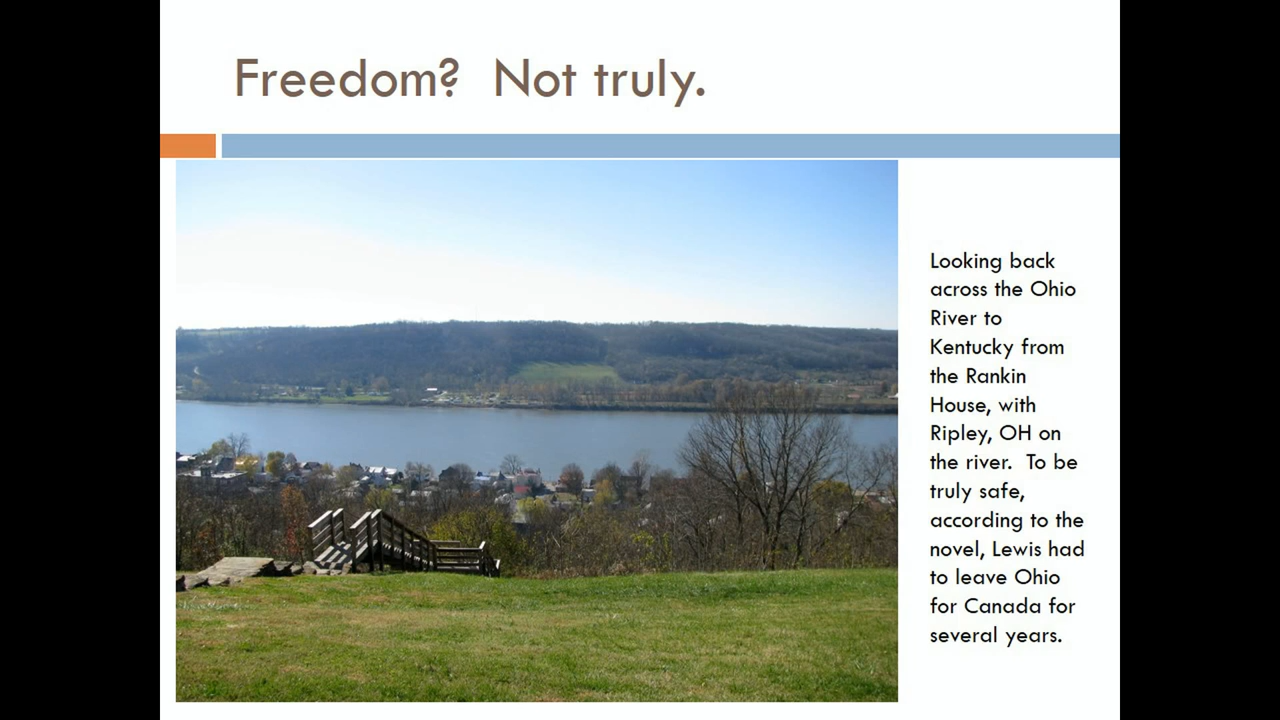 Freedom?  Not truly.
Looking back
across the Ohio
River to
Kentucky from
the Rankin
House, with
Ripley, OH on
the river.  To be
truly safe,
according to the
novel, Lewis had
to leave Ohio
for Canada for
several years.